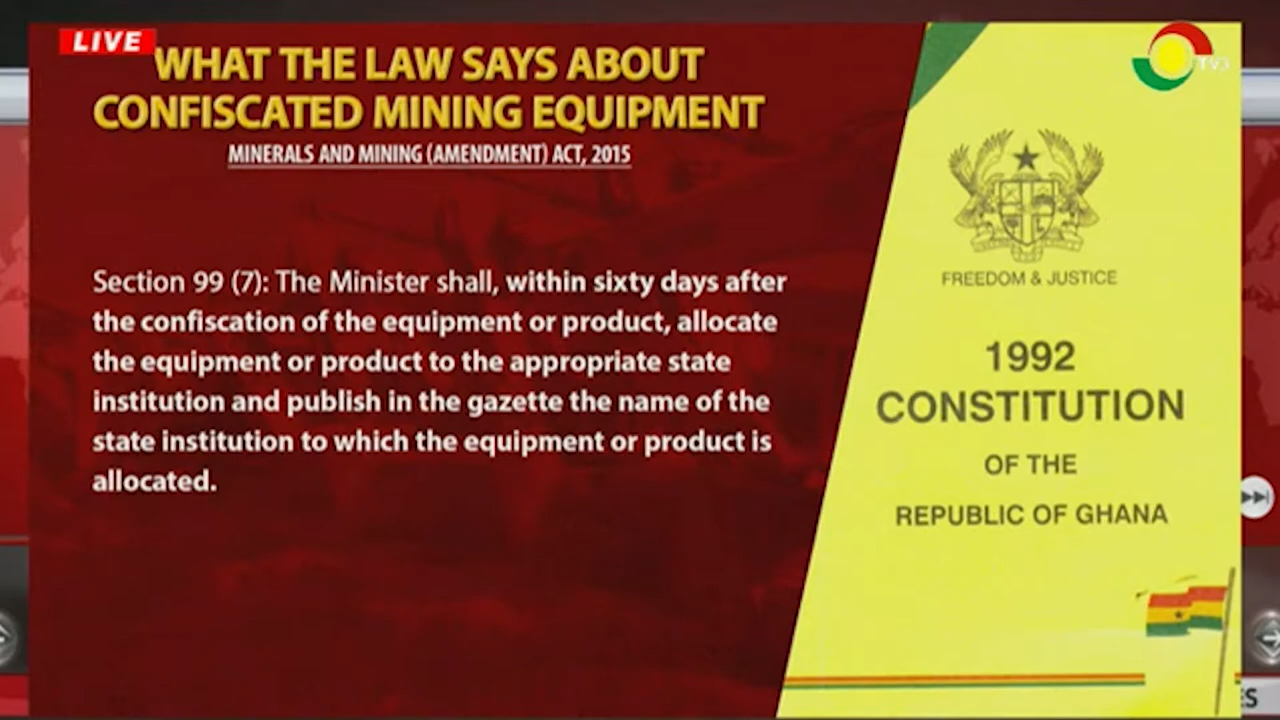 LIVE
WHAT THE LAW SAYS ABOUT
CONFISCATED MINING EQUIPMENT
MINERALS AND MINING (AMENDMENT) ACT, 2015
Section 99 (7): The Minister shall, within sixty days after
the confiscation of the equipment or product, allocate
the equipment or product to the appropriate state
institution and publish in the gazette the name of the
state institution to which the equipment or product is
allocated.
TV3
FREEDOM & JUSTICE
1992
CONSTITUTION
OF THE
REPUBLIC OF GHANA